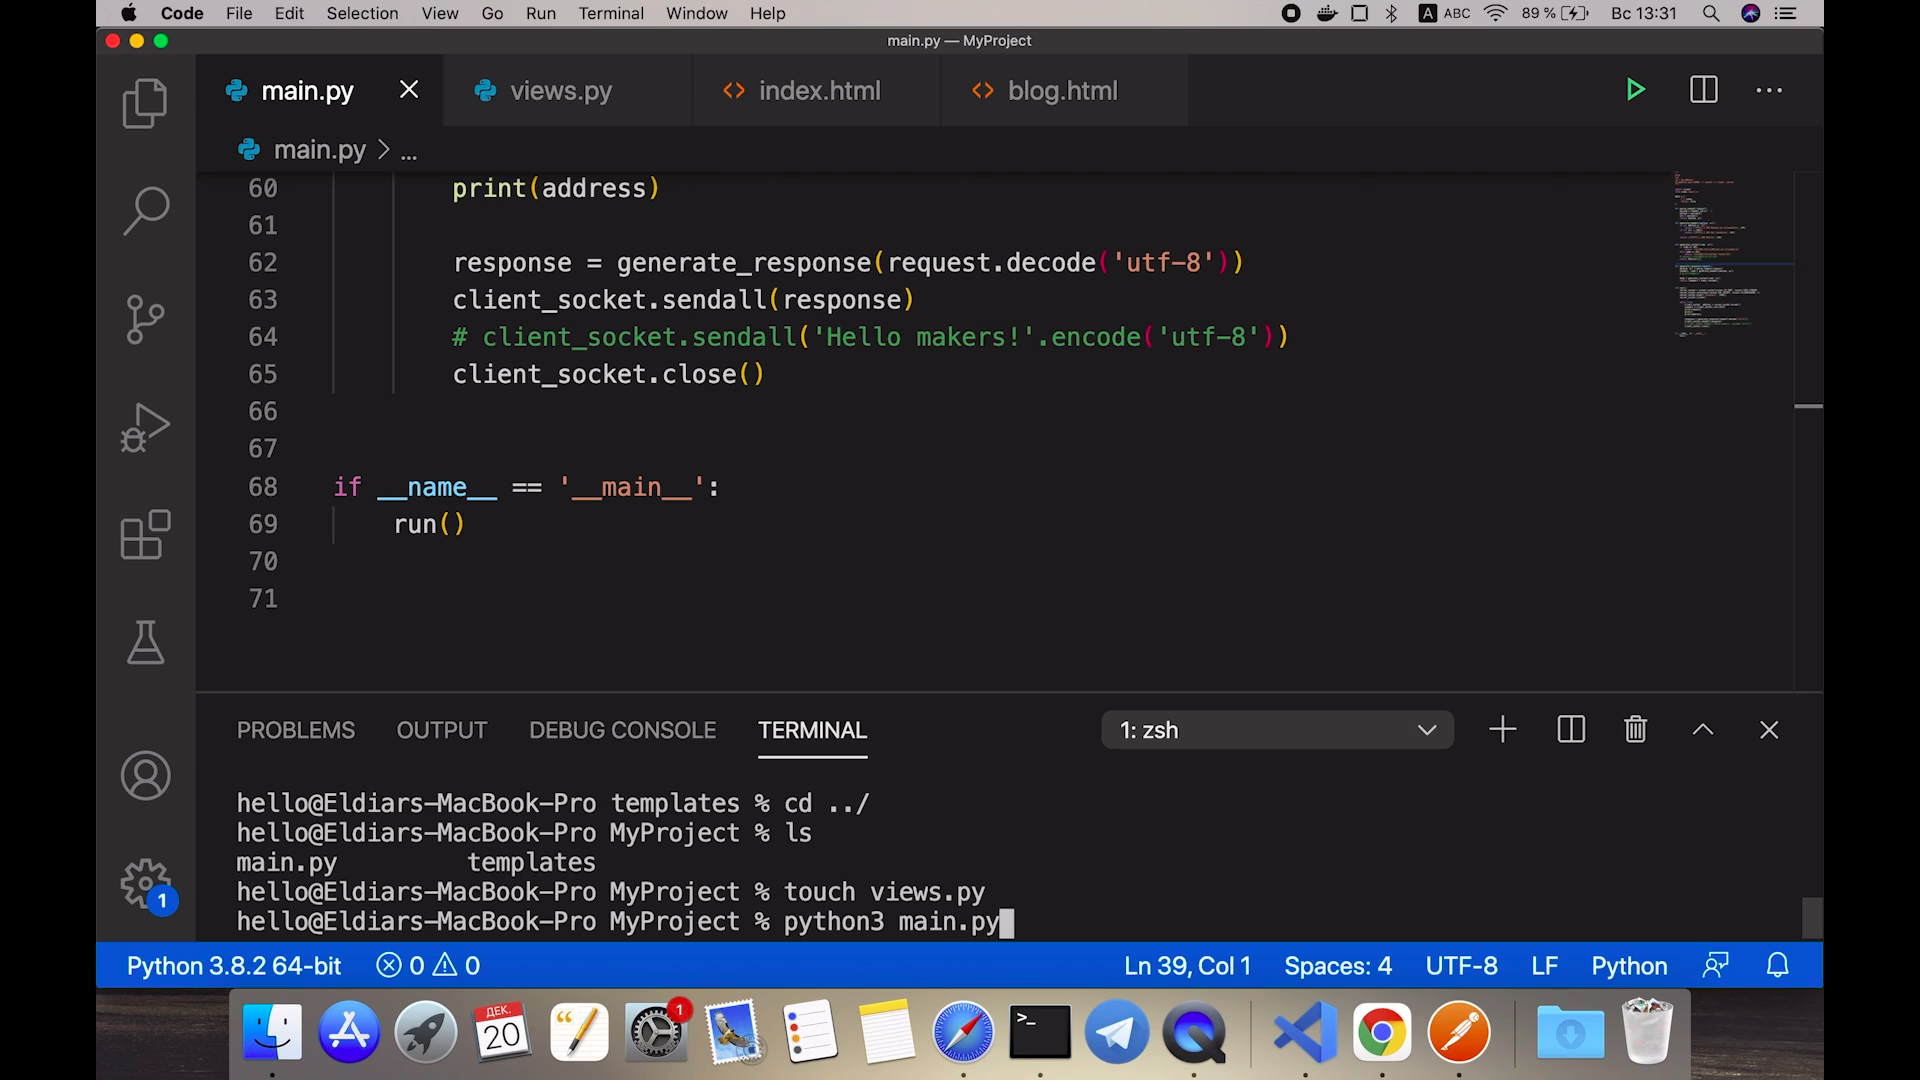 Code File Edit Selection View Go Run Terminal Window Help A ABC 89 % Вс 13:31
main.py — MyProject
main.py views.py <> index.html <> blog.html ...
main.py > ...
60 print(address)
61
62 response = generate_response(request.decode('utf-8'))
63 client_socket.sendall(response)
64 # client_socket.sendall('Hello makers!'.encode('utf-8'))
65 client_socket.close()
66
67
68 if __name__ == '__main__':
69 run()
70
71
PROBLEMS OUTPUT DEBUG CONSOLE TERMINAL 1: zsh
hello@Eldiars-MacBook-Pro templates % cd ../
hello@Eldiars-MacBook-Pro MyProject % ls
main.py templates
hello@Eldiars-MacBook-Pro MyProject % touch views.py
hello@Eldiars-MacBook-Pro MyProject % python3 main.py
1
Python 3.8.2 64-bit 0 0 Ln 39, Col 1 Spaces: 4 UTF-8 LF Python
ДЕК.
20
1
>_